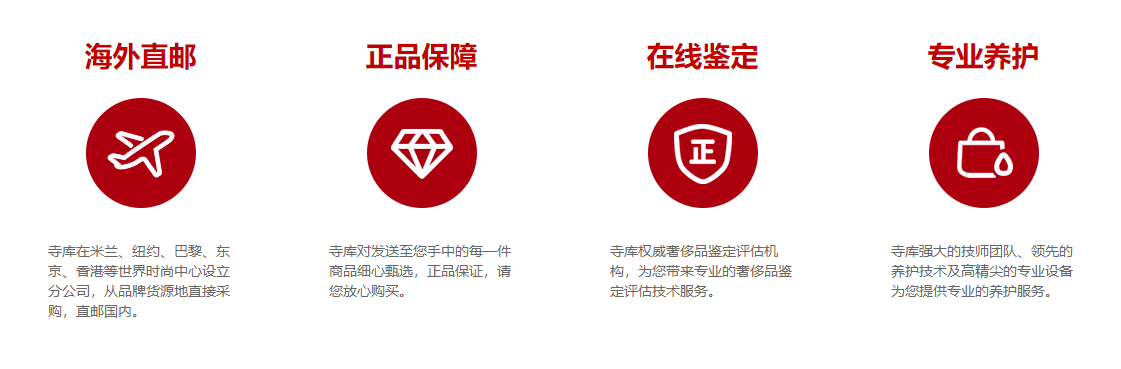 海外直邮
正品保障
在线鉴定
专业养护
正
寺库在米兰、纽约、巴黎、东
京、香港等世界时尚中心设立
分公司，从品牌货源地直接采
购，直邮国内。
寺库对发送至您手中的每一件
商品细心甄选，正品保证，请
您放心购买。
寺库权威奢侈品鉴定评估机
构，为您带来专业的奢侈品鉴
定评估技术服务。
寺库强大的技师团队、领先的
养护技术及高精尖的专业设备
为您提供专业的养护服务。